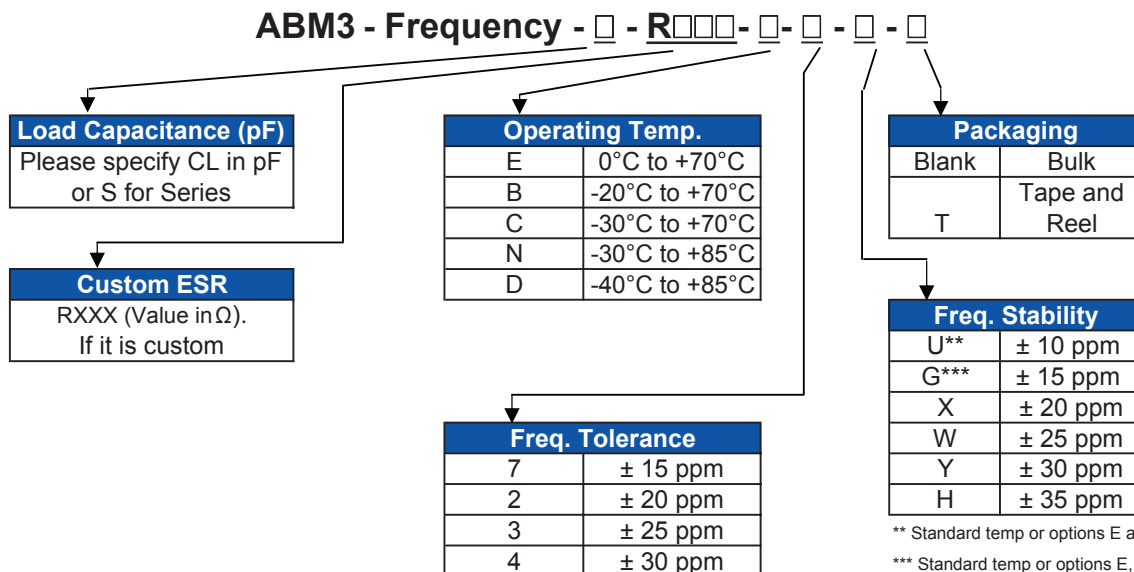 ABM3 - Frequency - □ - R□□□- □- □ - □ - □
Load Capacitance (pF)
Please specify CL in pF
or S for Series
Custom ESR
RXXX (Value in Ω).
If it is custom
Operating Temp.
E 0°C to +70°C
B -20°C to +70°C
C -30°C to +70°C
N -30°C to +85°C
D -40°C to +85°C
Freq. Tolerance
7 ± 15 ppm
2 ± 20 ppm
3 ± 25 ppm
4 ± 30 ppm
Packaging
Blank Bulk
T Tape and
Reel
Freq. Stability
U** ± 10 ppm
G*** ± 15 ppm
X ± 20 ppm
W ± 25 ppm
Y ± 30 ppm
H ± 35 ppm
** Standard temp or options E
*** Standard temp or options E,